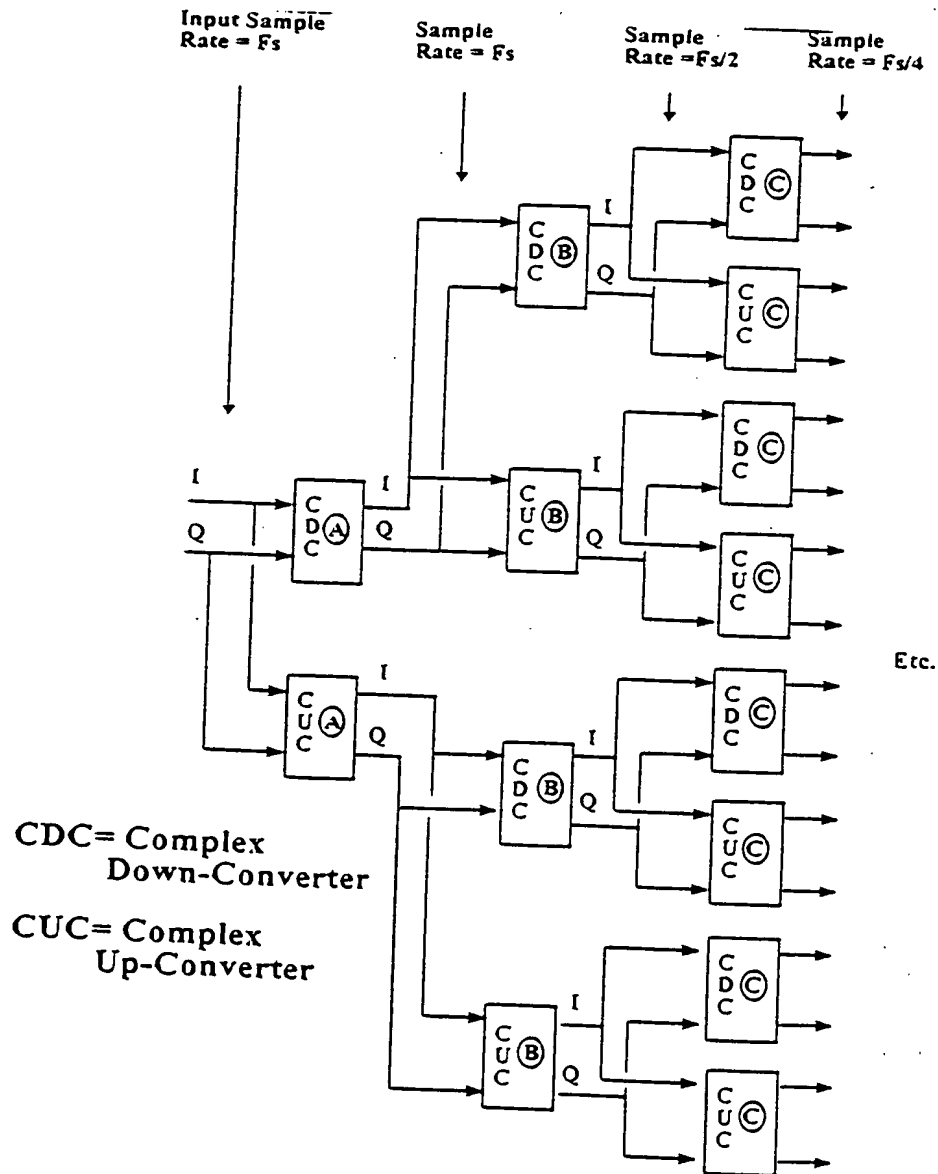 Input Sample
Rate = Fs
Sample
Rate = Fs
Sample
Rate =Fs/2
Sample
Rate = Fs/4
C
D
C
C
I
C
D
C
B
Q
C
U
C
C
C
D
C
C
I
I
I
C
D
C
A
C
U
C
B
Q
Q
Q
C
U
C
C
Etc.
I
C
D
C
C
C
U
C
A
I
Q
C
D
C
B
Q
C
U
C
C
CDC= Complex
Down-Converter
CUC= Complex
Up-Converter
C
D
C
C
I
C
U
C
B
Q
C
U
C
C